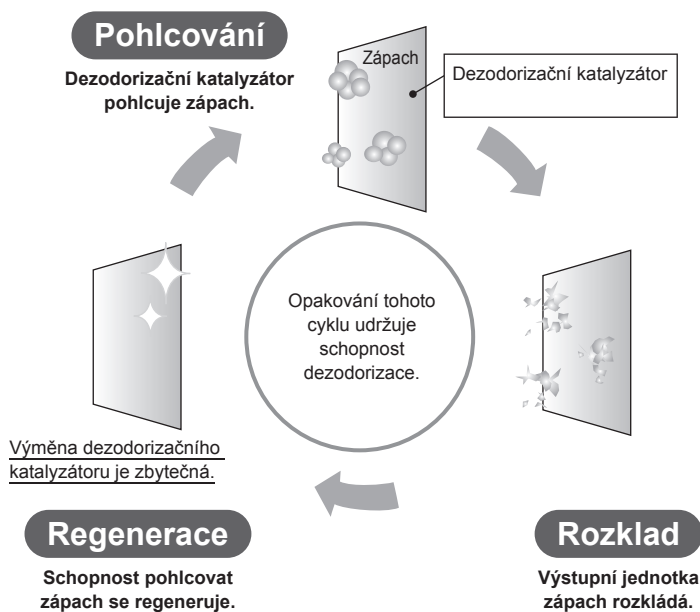 Pohlcování
Dezodorizační katalyzátor
pohlcuje zápach.
Zápach
Dezodorizační katalyzátor
Opakování tohoto
cyklu udržuje
schopnost
dezodorizace.
Výměna dezodorizačního
katalyzátoru je zbytečná.
Regenerace
Schopnost pohlcovat
zápach se regeneruje.
Rozklad
Výstupní jednotka
zápach rozkládá.